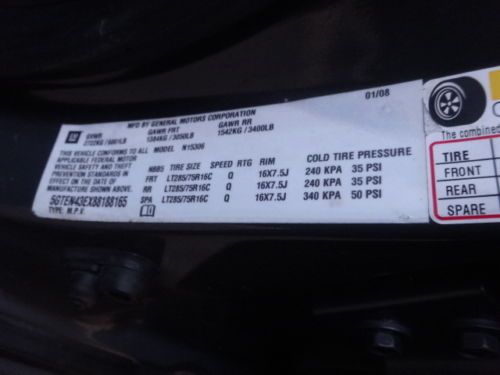 MFG BY GENERAL MOTORS CORPORATION 01/08
GM GVWR GAWR FRT GAWR RR
1384KG / 3050LB 1542KG / 3400LB
THIS VEHICLE CONFORMS TO ALL MODEL N15306
APPLICABLE FEDERAL MOTOR
VEHICLE SAFETY AND THEFT
PREVENTION STANDARDS IN
EFFECT ON THE DATE OF
MANUFACTURE SHOWN ABOVE.
5GTEN43EX88188165
TYPE: M.P.V.
TIRE SIZE SPEED RTG RIM COLD TIRE PRESSURE
FRT LT285/75R16C Q 16X7.5J 240 KPA 35 PSI
RR LT285/75R16C Q 16X7.5J 240 KPA 35 PSI
SPA LT285/75R16C Q 16X7.5J 340 KPA 50 PSI
The combined
TIRE
FRONT
REAR
SPARE